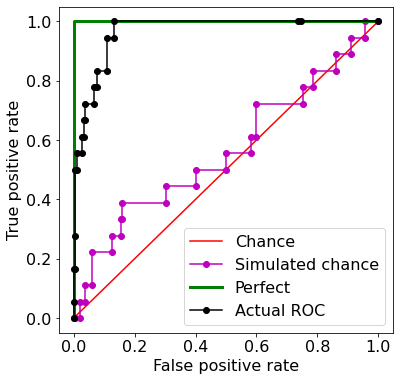 1.0
0.8
0.6
0.4
0.2
0.0
True positive rate
Chance
Simulated chance
Perfect
Actual ROC
0.0 0.2 0.4 0.6 0.8 1.0
False positive rate